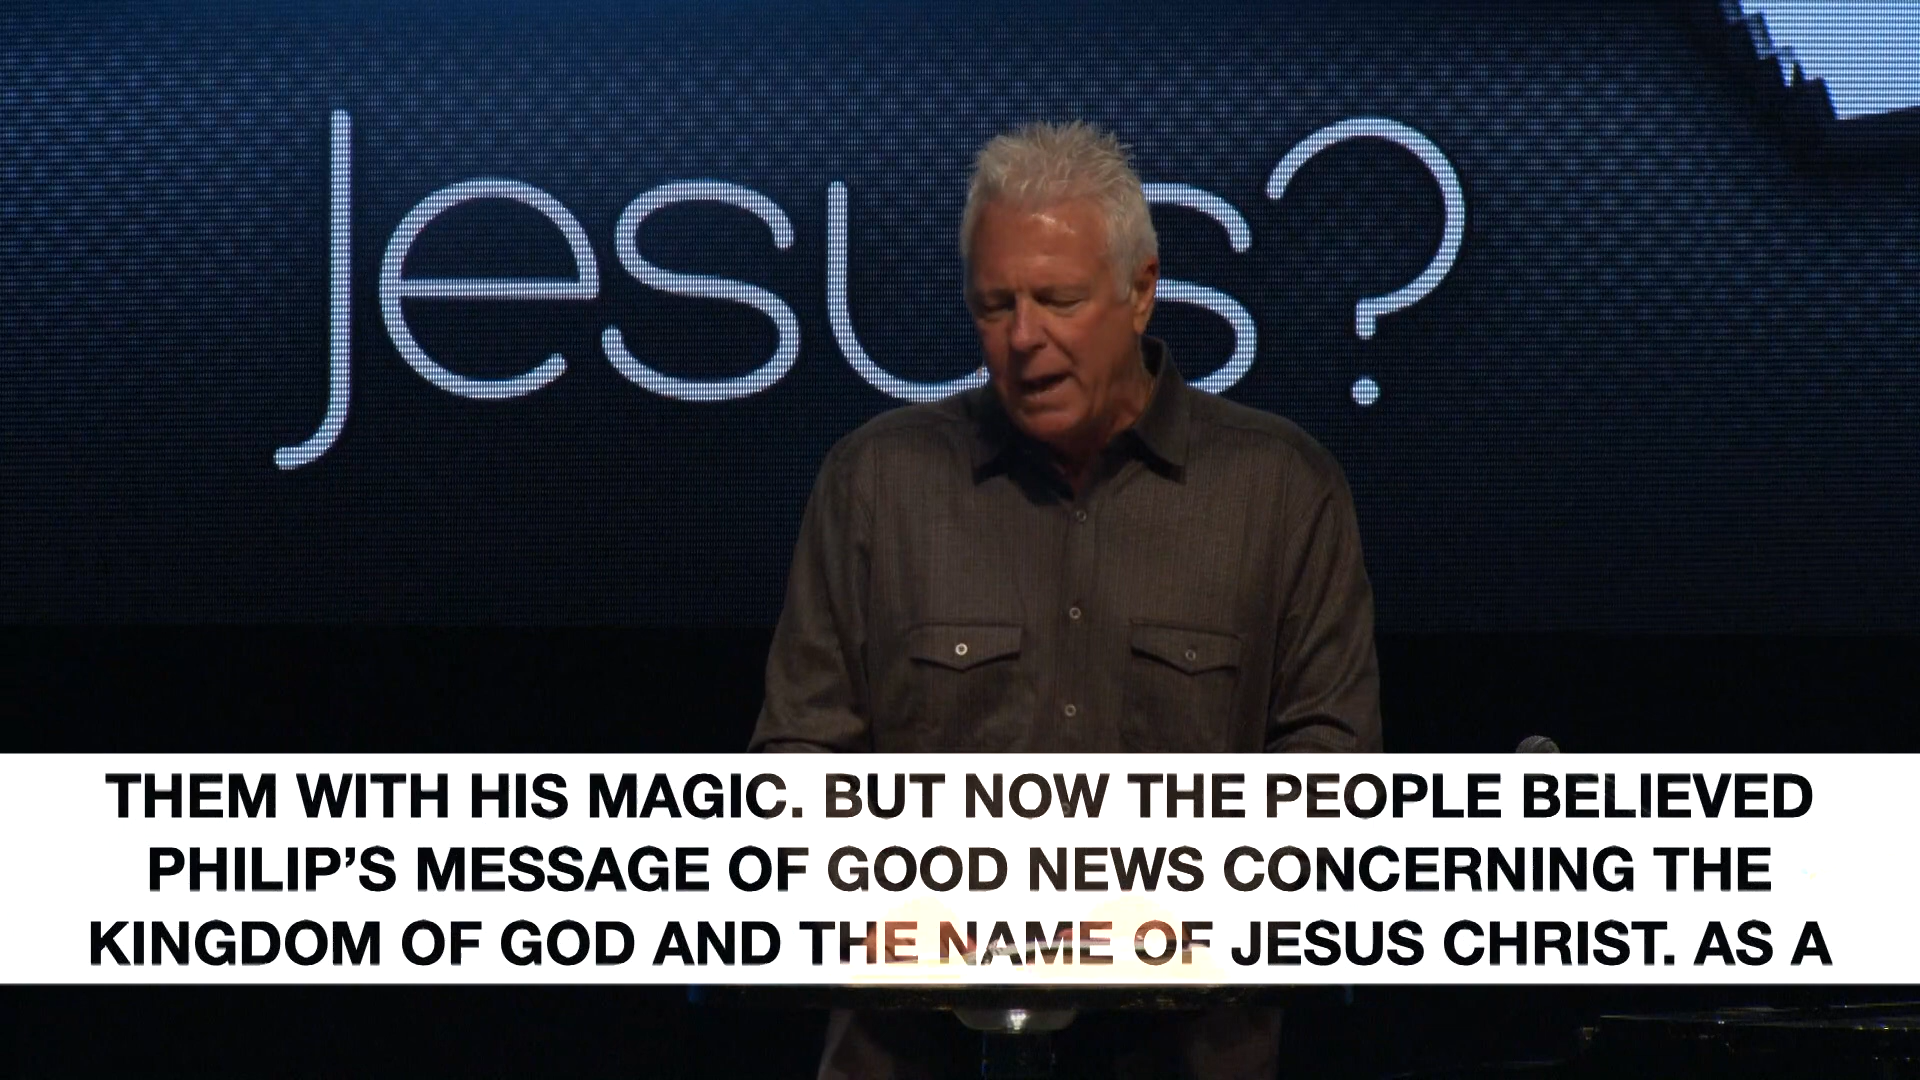 Jesus?
THEM WITH HIS MAGIC. BUT NOW THE PEOPLE BELIEVED
PHILIP’S MESSAGE OF GOOD NEWS CONCERNING THE
KINGDOM OF GOD AND THE NAME OF JESUS CHRIST. AS A